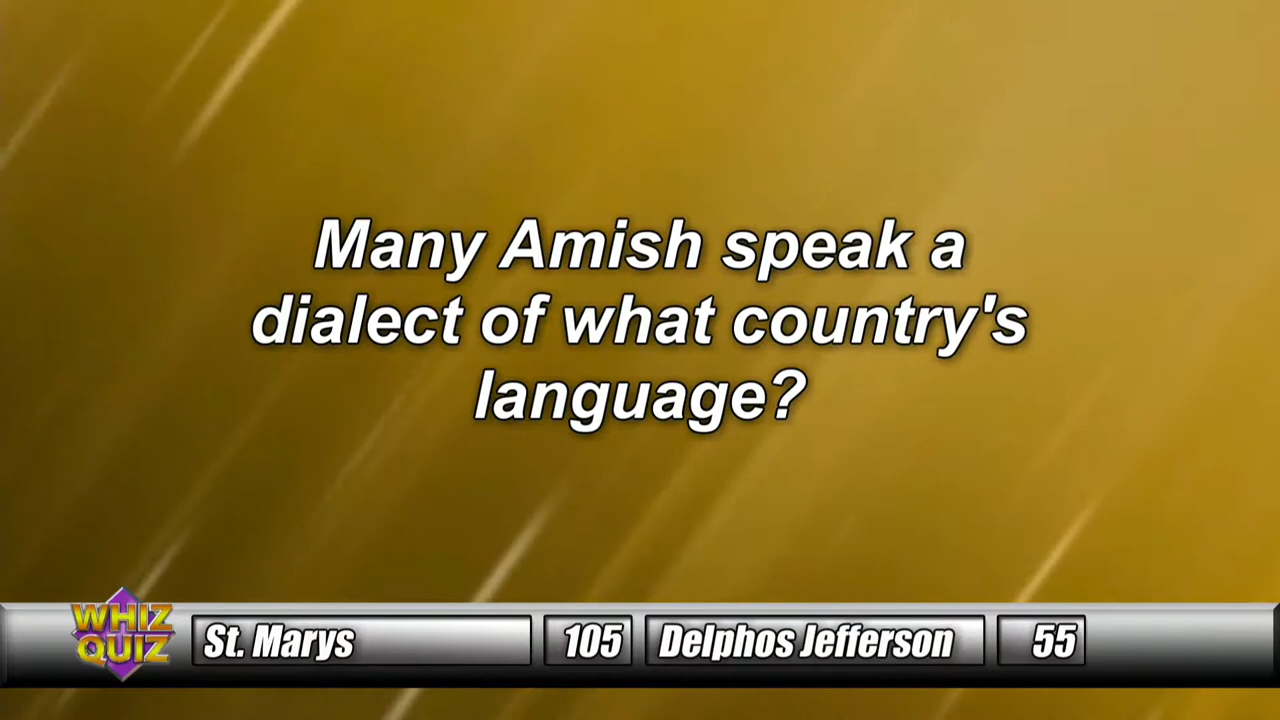 Many Amish speak a
dialect of what country's
language?
WHIZ
QUIZ
St. Marys 105 Delphos Jefferson 55